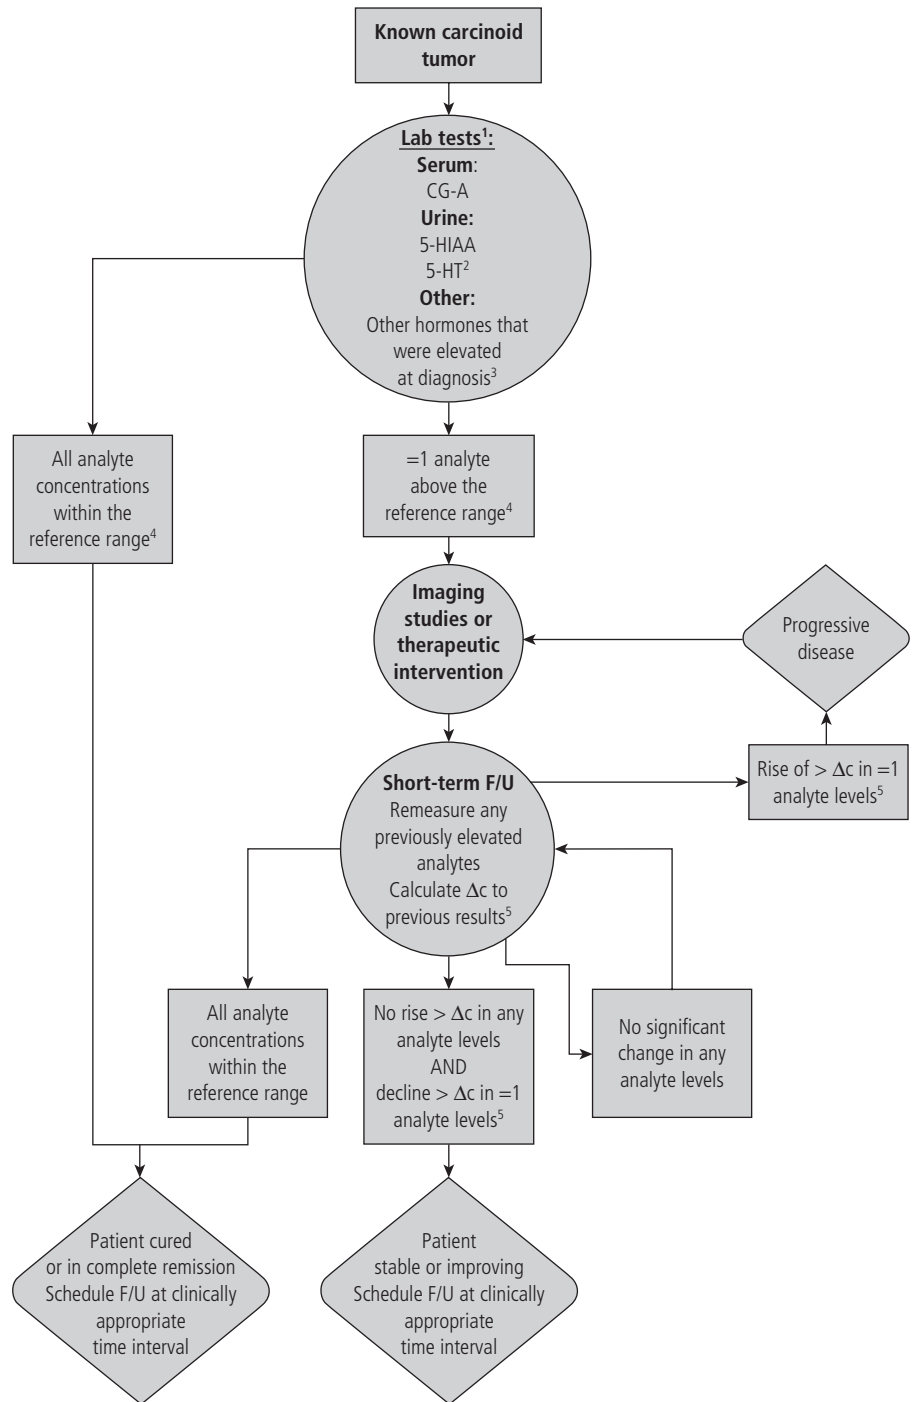 Known carcinoid
tumor
Lab tests¹:
Serum:
CG-A
Urine:
5-HIAA
5-HT²
Other:
Other hormones that
were elevated
at diagnosis³
All analyte
concentrations
within the
reference range⁴
=1 analyte
above the
reference range⁴
Imaging
studies or
therapeutic
intervention
Progressive
disease
Rise of > Δc in =1
analyte levels⁵
Short-term F/U
Remeasure any
previously elevated
analytes
Calculate Δc to
previous results⁵
All analyte
concentrations
within the
reference range
No rise > Δc in any
analyte levels
AND
decline > Δc in =1
analyte levels⁵
No significant
change in any
analyte levels
Patient cured
or in complete remission
Schedule F/U at clinically
appropriate
time interval
Patient
stable or improving
Schedule F/U at clinically
appropriate
time interval